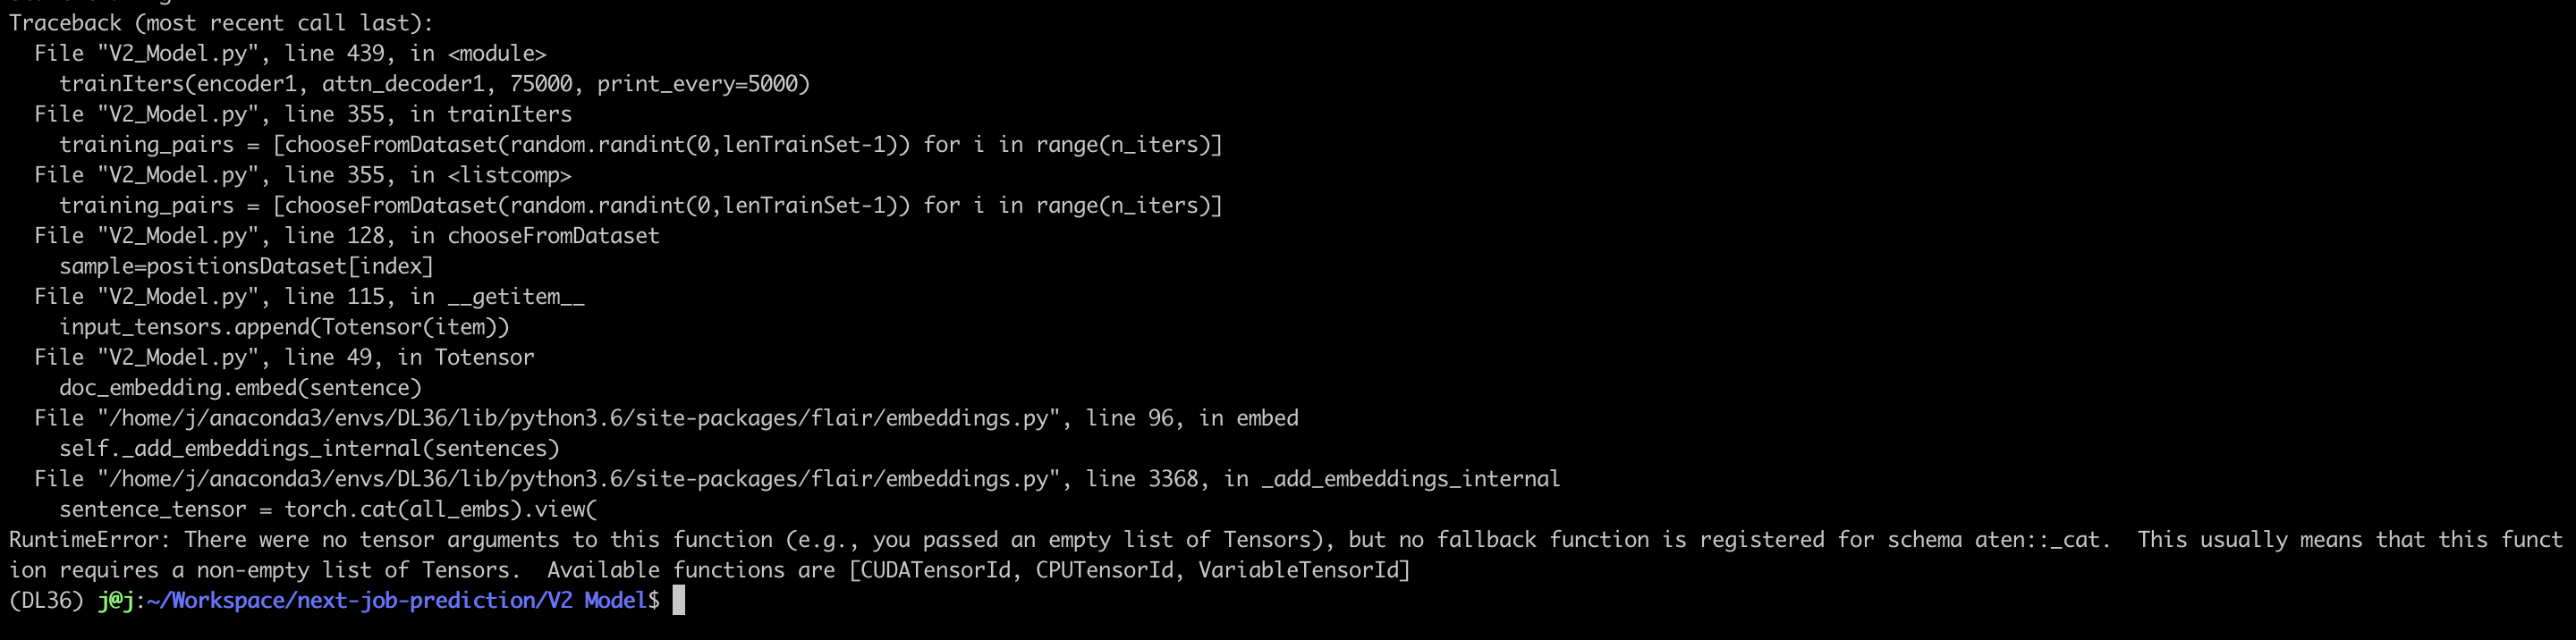 Traceback (most recent call last):
  File "V2_Model.py", line 439, in <module>
    trainIters(encoder1, attn_decoder1, 75000, print_every=5000)
  File "V2_Model.py", line 355, in trainIters
    training_pairs = [chooseFromDataset(random.randint(0,lenTrainSet-1)) for i in range(n_iters)]
  File "V2_Model.py", line 355, in <listcomp>
    training_pairs = [chooseFromDataset(random.randint(0,lenTrainSet-1)) for i in range(n_iters)]
  File "V2_Model.py", line 128, in chooseFromDataset
    sample=positionsDataset[index]
  File "V2_Model.py", line 115, in __getitem__
    input_tensors.append(Totensor(item))
  File "V2_Model.py", line 49, in Totensor
    doc_embedding.embed(sentence)
  File "/home/j/anaconda3/envs/DL36/lib/python3.6/site-packages/flair/embeddings.py", line 96, in embed
    self._add_embeddings_internal(sentences)
  File "/home/j/anaconda3/envs/DL36/lib/python3.6/site-packages/flair/embeddings.py", line 3368, in _add_embeddings_internal
    sentence_tensor = torch.cat(all_embs).view(
RuntimeError: There were no tensor arguments to this function (e.g., you passed an empty list of Tensors), but no fallback function is registered for schema aten::_cat.  This usually means that this funct
ion requires a non-empty list of Tensors.  Available functions are [CUDATensorId, CPUTensorId, VariableTensorId]
(DL36) j@j:~/Workspace/next-job-prediction/V2 Model$